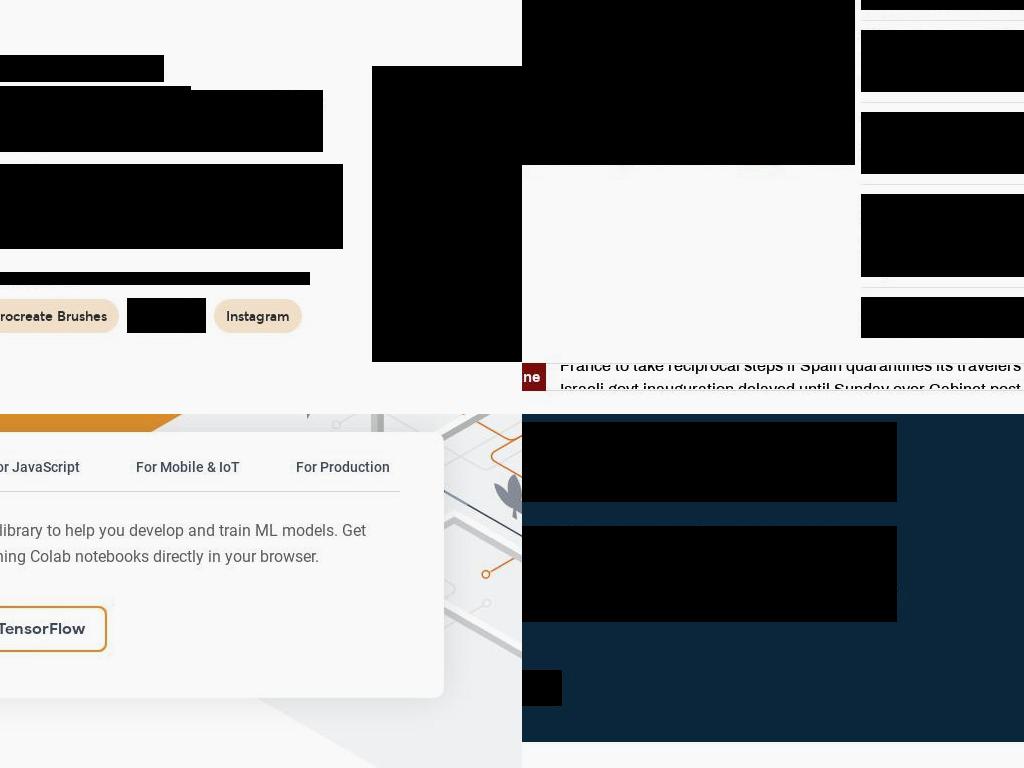 rocreate Brushes
Instagram
ne
France to take reciprocal steps if Spain quarantines its travelers
Israeli govt inauguration delayed until Sunday over Cabinet post
or JavaScript
For Mobile & IoT
For Production
library to help you develop and train ML models. Get
ning Colab notebooks directly in your browser.
TensorFlow